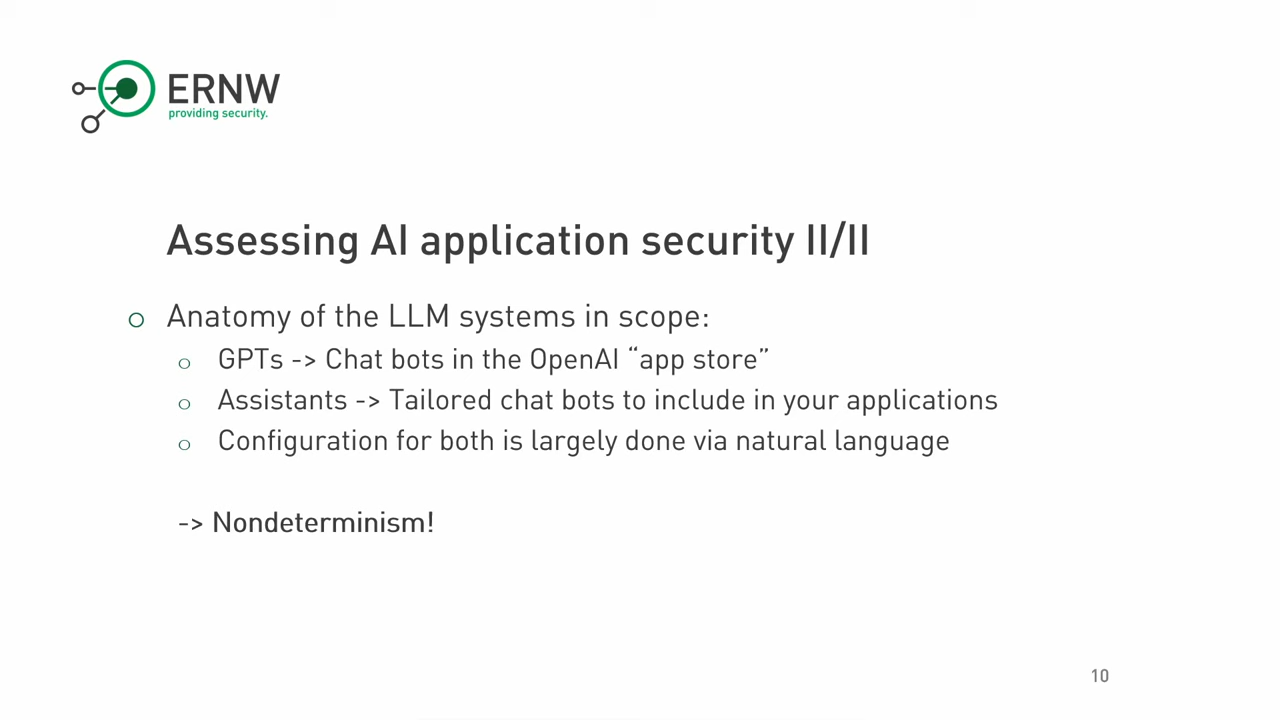 ERNW
providing security.
Assessing AI application security II/II
o Anatomy of the LLM systems in scope:
o GPTs -> Chat bots in the OpenAI “app store”
o Assistants -> Tailored chat bots to include in your applications
o Configuration for both is largely done via natural language
-> Nondeterminism!
10